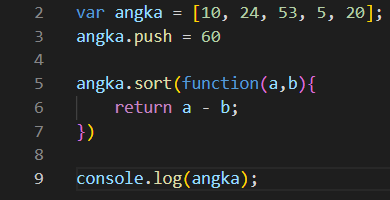 2 var angka = [10, 24, 53, 5, 20];
3 angka.push = 60
4
5 angka.sort(function(a,b){
6     return a - b;
7 })
8
9 console.log(angka);